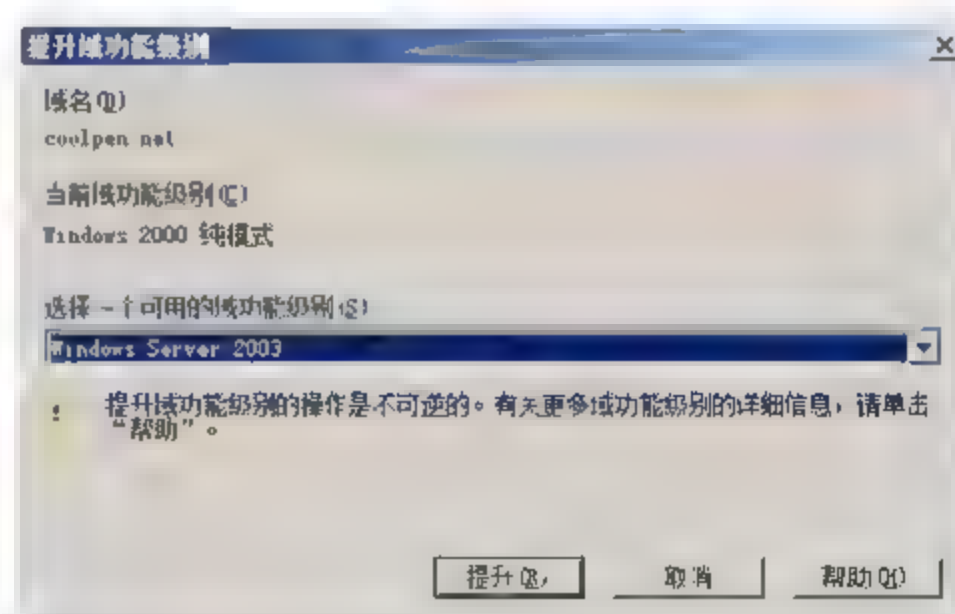 提升域功能级别
域名(D)
coolpen.net
当前域功能级别(C)
Windows 2000 纯模式
选择一个可用的域功能级别(S)
Windows Server 2003
! 提升域功能级别的操作是不可逆的。有关更多域功能级别的详细信息，请单击
“帮助”。
提升(R) 取消 帮助(H)